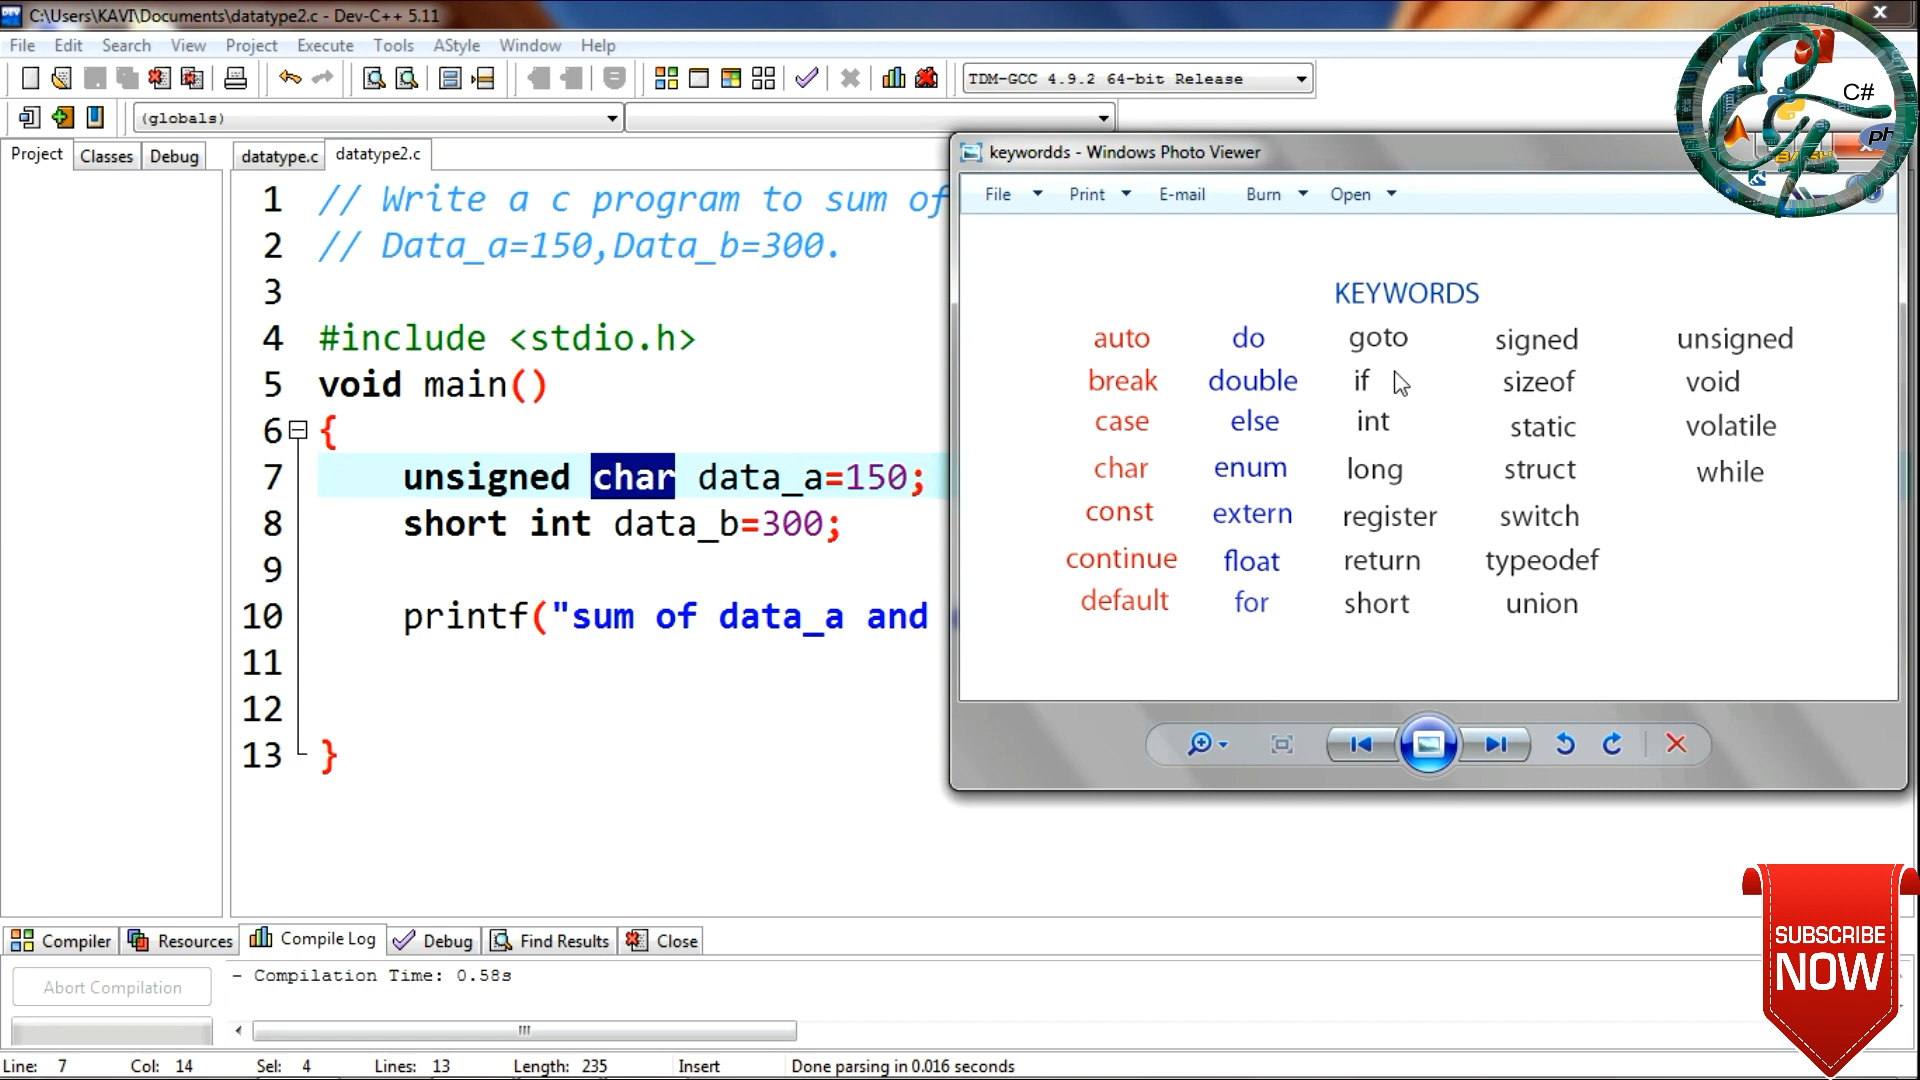 C:\Users\KAVI\Documents\datatype2.c - Dev-C++ 5.11
File Edit Search View Project Execute Tools AStyle Window Help
TDM-GCC 4.9.2 64-bit Release
(globals)
Project Classes Debug datatype.c datatype2.c
1 // Write a c program to sum of
2 // Data_a=150,Data_b=300.
3
4 #include <stdio.h>
5 void main()
6 {
7 unsigned char data_a=150;
8 short int data_b=300;
9
10 printf("sum of data_a and
11
12
13 }
keywordds - Windows Photo Viewer
File Print E-mail Burn Open
KEYWORDS
auto do goto signed unsigned
break double if sizeof void
case else int static volatile
char enum long struct while
const extern register switch
continue float return typeodef
default for short union
C#
SUBSCRIBE
NOW
Compiler Resources Compile Log Debug Find Results Close
Abort Compilation
- Compilation Time: 0.58s
Line: 7 Col: 14 Sel: 4 Lines: 13 Length: 235 Insert Done parsing in 0.016 seconds